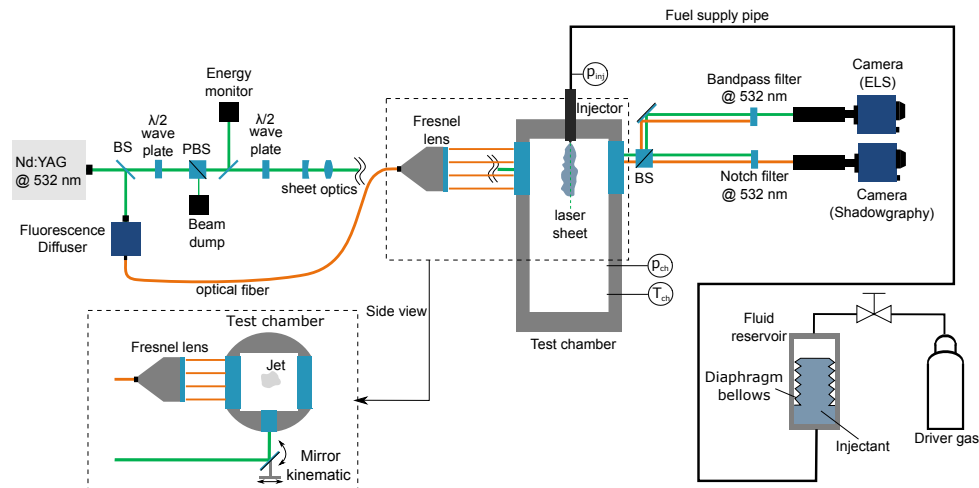 Fuel supply pipe
Energy
monitor
λ/2
wave
plate
BS
PBS
λ/2
wave
plate
Nd:YAG
@ 532 nm
sheet optics
Beam
dump
Fluorescence
Diffuser
optical fiber
Fresnel
lens
p_inj
Injector
laser
sheet
p_ch
T_ch
Test chamber
BS
Bandpass filter
@ 532 nm
Camera
(ELS)
Notch filter
@ 532 nm
Camera
(Shadowgraphy)
Side view
Test chamber
Fresnel lens
Jet
Mirror
kinematic
Fluid
reservoir
Diaphragm
bellows
Injectant
Driver gas